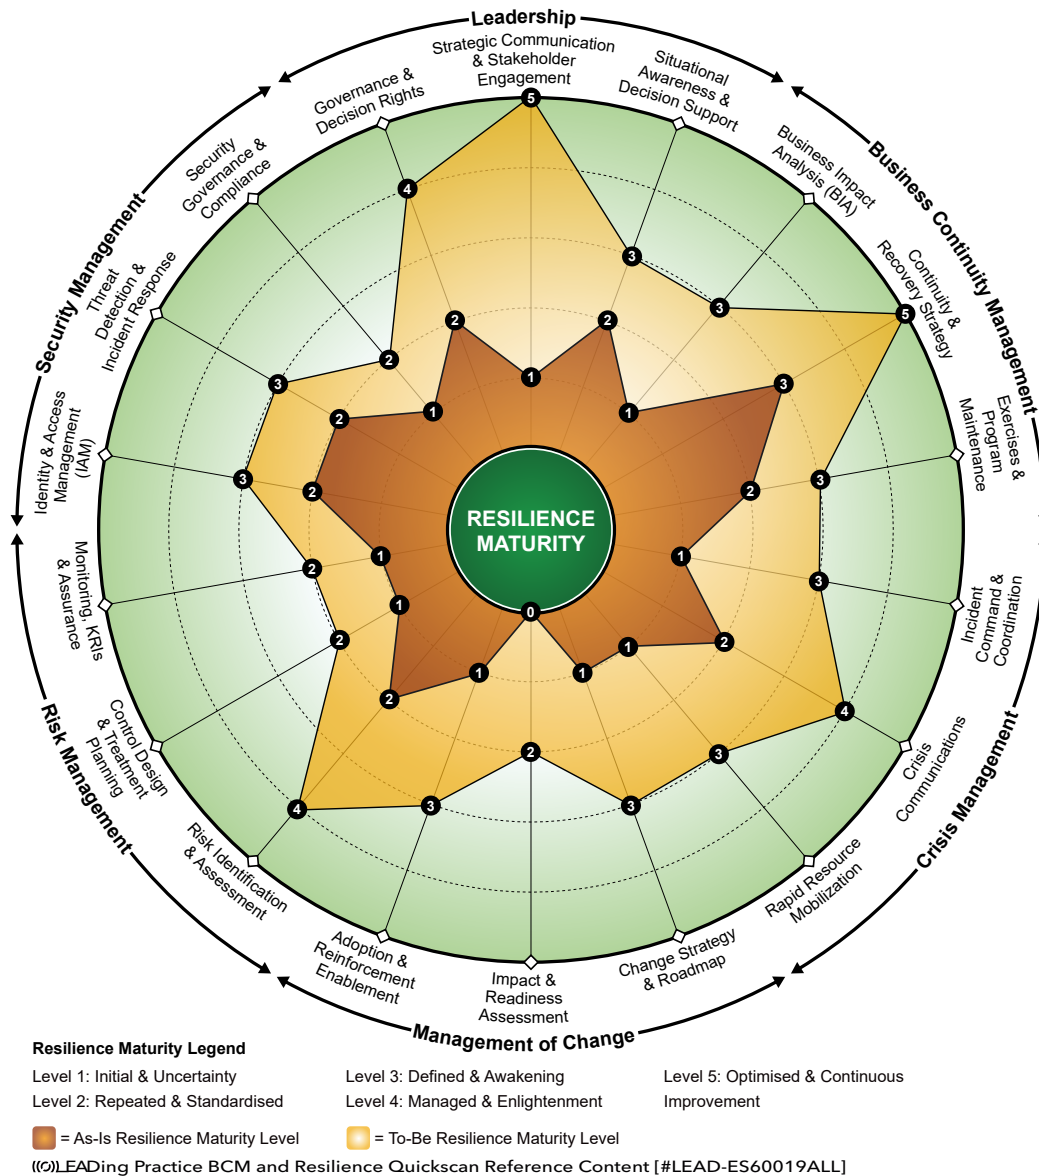 Leadership
Strategic Communication
& Stakeholder
Engagement
Situational
Awareness &
Decision Support
Business Impact
Analysis (BIA)
Business Continuity Management
Continuity &
Recovery Strategy
Exercises &
Program
Maintenance
Incident
Command &
Coordination
Crisis
Communications
Crisis Management
Rapid Resource
Mobilization
Change Strategy
& Roadmap
Impact &
Readiness
Assessment
Management of Change
Adoption &
Reinforcement
Enablement
Risk Identification
& Assessment
Risk Management
Control Design
& Treatment
Planning
Monitoring, KRIs
& Assurance
Identity & Access
Management
(IAM)
Security Management
Threat
Detection &
Incident Response
Security
Governance &
Compliance
Governance &
Decision Rights
5
3
3
5
3
3
4
3
3
2
3
4
2
2
3
3
2
4
1
2
1
3
2
1
2
1
1
0
1
2
1
1
2
2
1
2
RESILIENCE
MATURITY
Resilience Maturity Legend
Level 1: Initial & Uncertainty
Level 2: Repeated & Standardised
Level 3: Defined & Awakening
Level 4: Managed & Enlightenment
Level 5: Optimised & Continuous
Improvement
= As-Is Resilience Maturity Level
= To-Be Resilience Maturity Level
LEADing Practice BCM and Resilience Quickscan Reference Content [#LEAD-ES60019ALL]